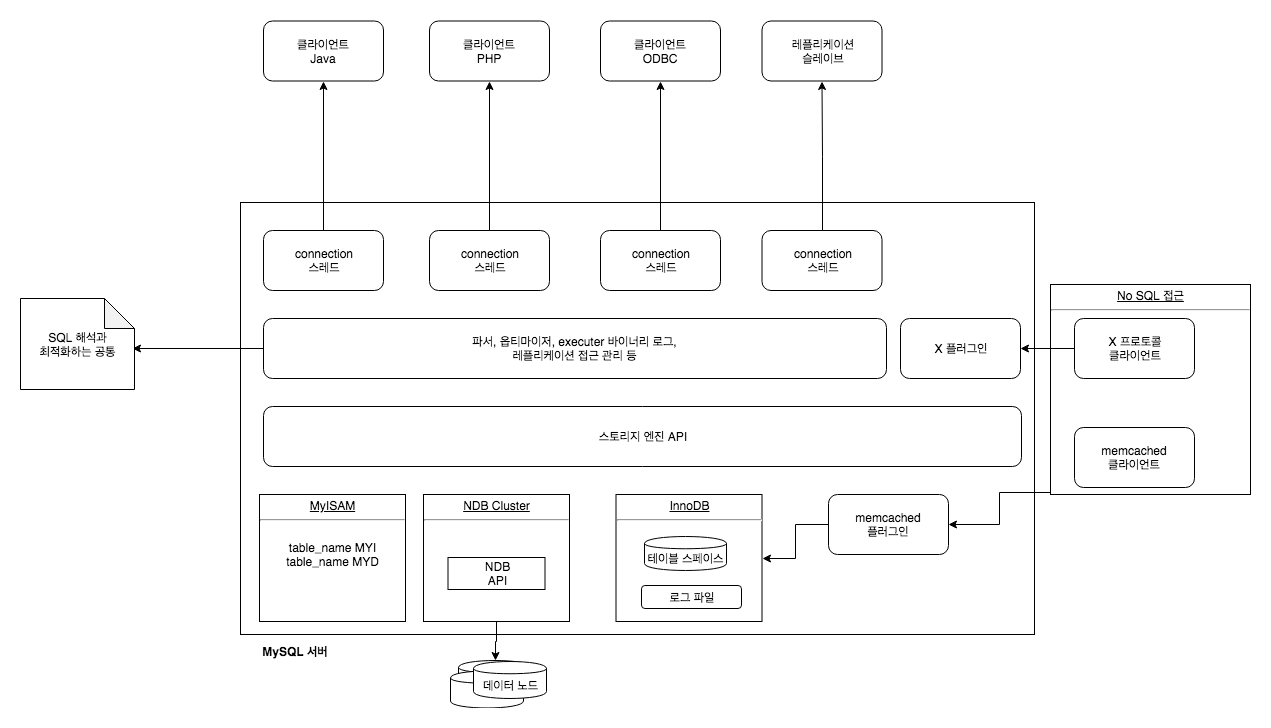 클라이언트
Java
클라이언트
PHP
클라이언트
ODBC
레플리케이션
슬레이브
connection
스레드
connection
스레드
connection
스레드
connection
스레드
SQL 해석과
최적화하는 공통
파서, 옵티마이저, executer 바이너리 로그,
레플리케이션 접근 관리 등
X 플러그인
No SQL 접근
X 프로토콜
클라이언트
memcached
클라이언트
스토리지 엔진 API
MyISAM
table_name MYI
table_name MYD
NDB Cluster
NDB
API
InnoDB
테이블 스페이스
로그 파일
memcached
플러그인
MySQL 서버
데이터 노드